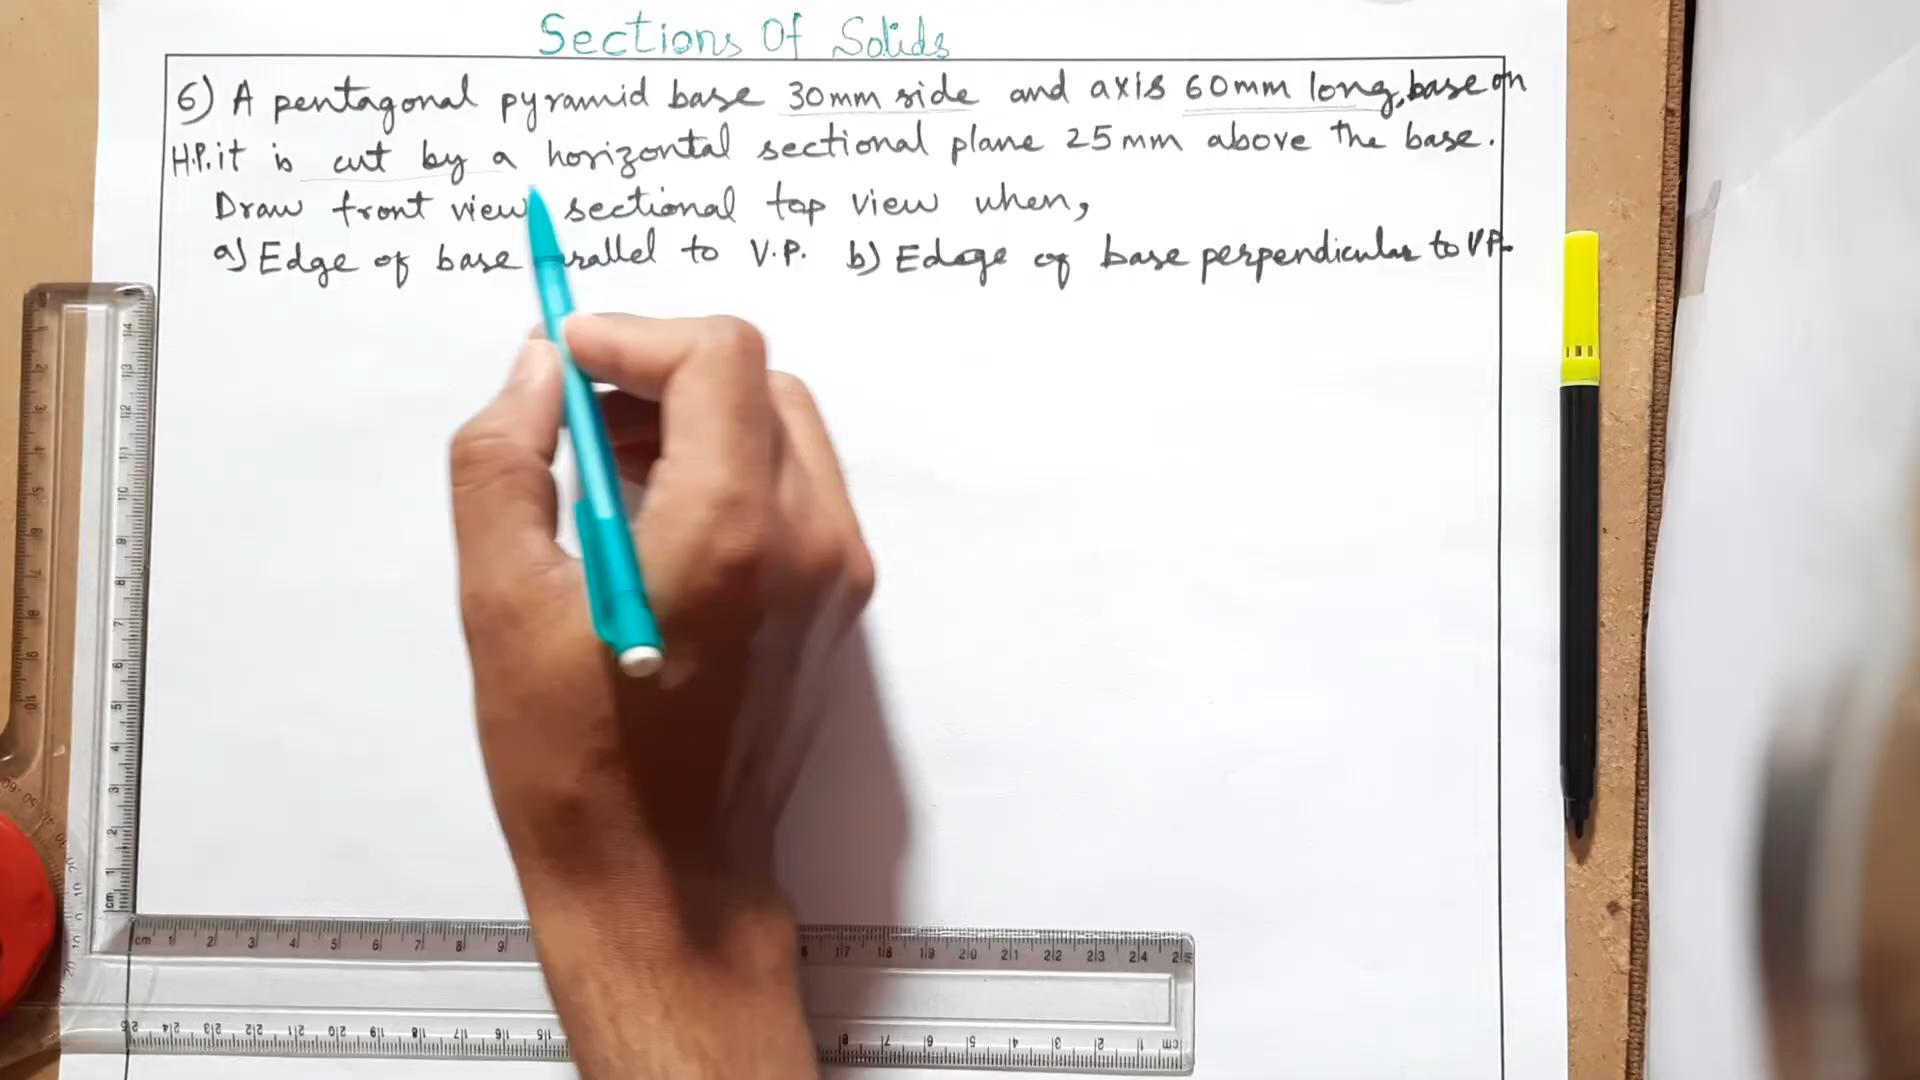 Sections Of Solids
6) A pentagonal pyramid base 30mm side and axis 60mm long, base on
H.P. it is cut by a horizontal sectional plane 25mm above the base.
Draw front view sectional top view when,
a) Edge of base rallel to V.P. b) Edge of base perpendicular to V.P.